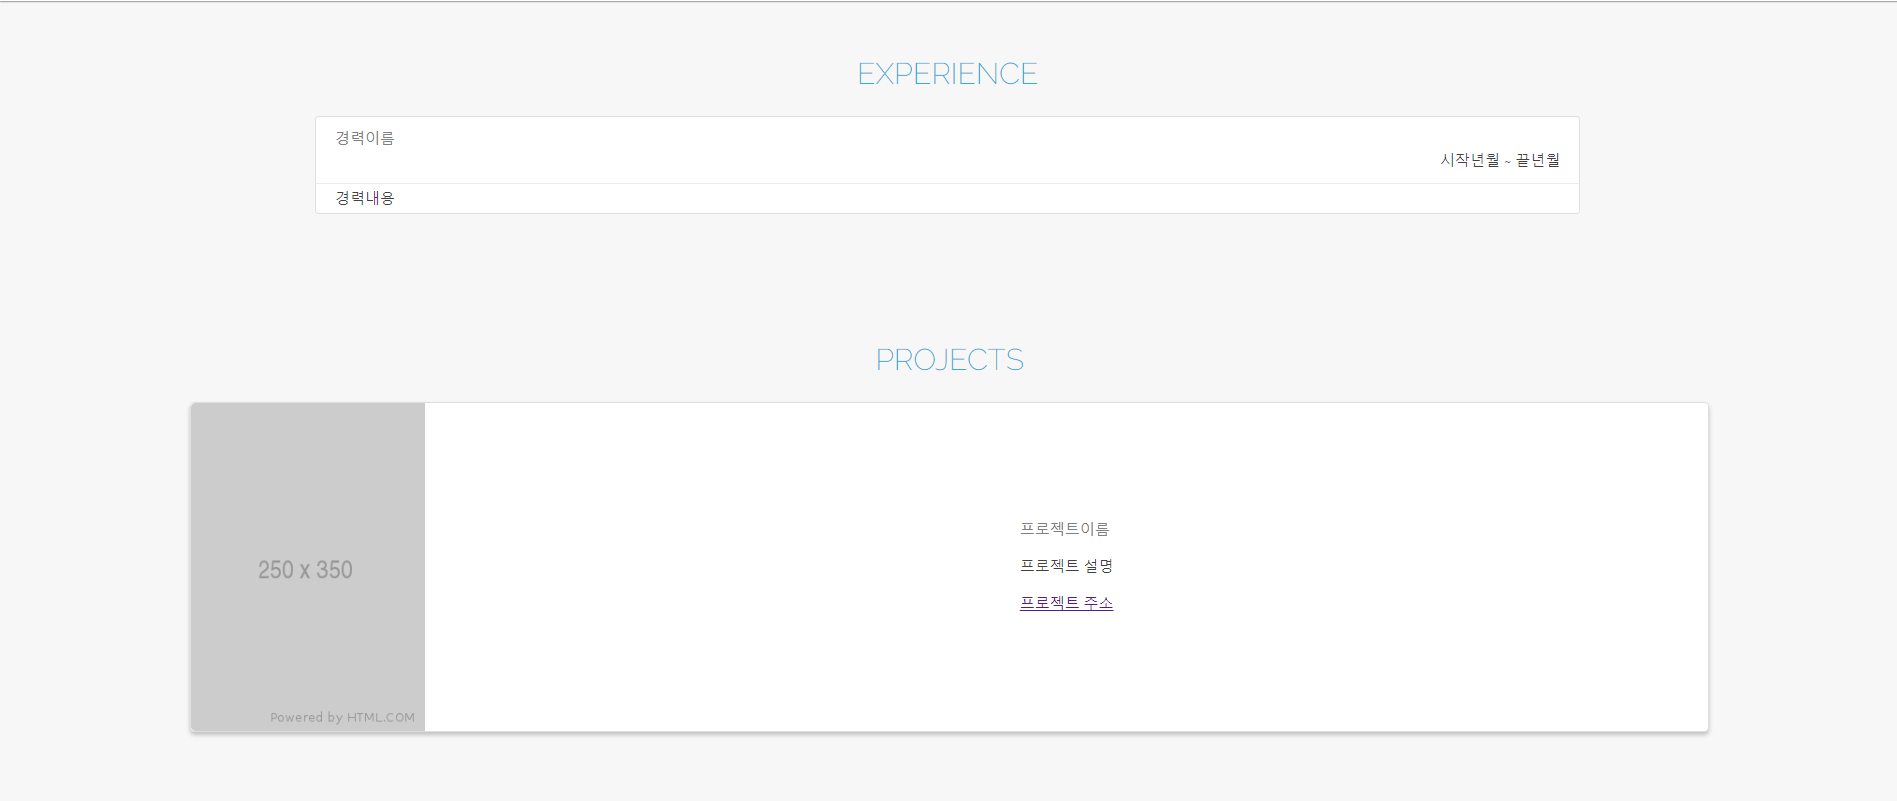 EXPERIENCE
경력이름
시작년월 ~ 끝년월
경력내용
PROJECTS
250 x 350
Powered by HTML.COM
프로젝트이름
프로젝트 설명
프로젝트 주소